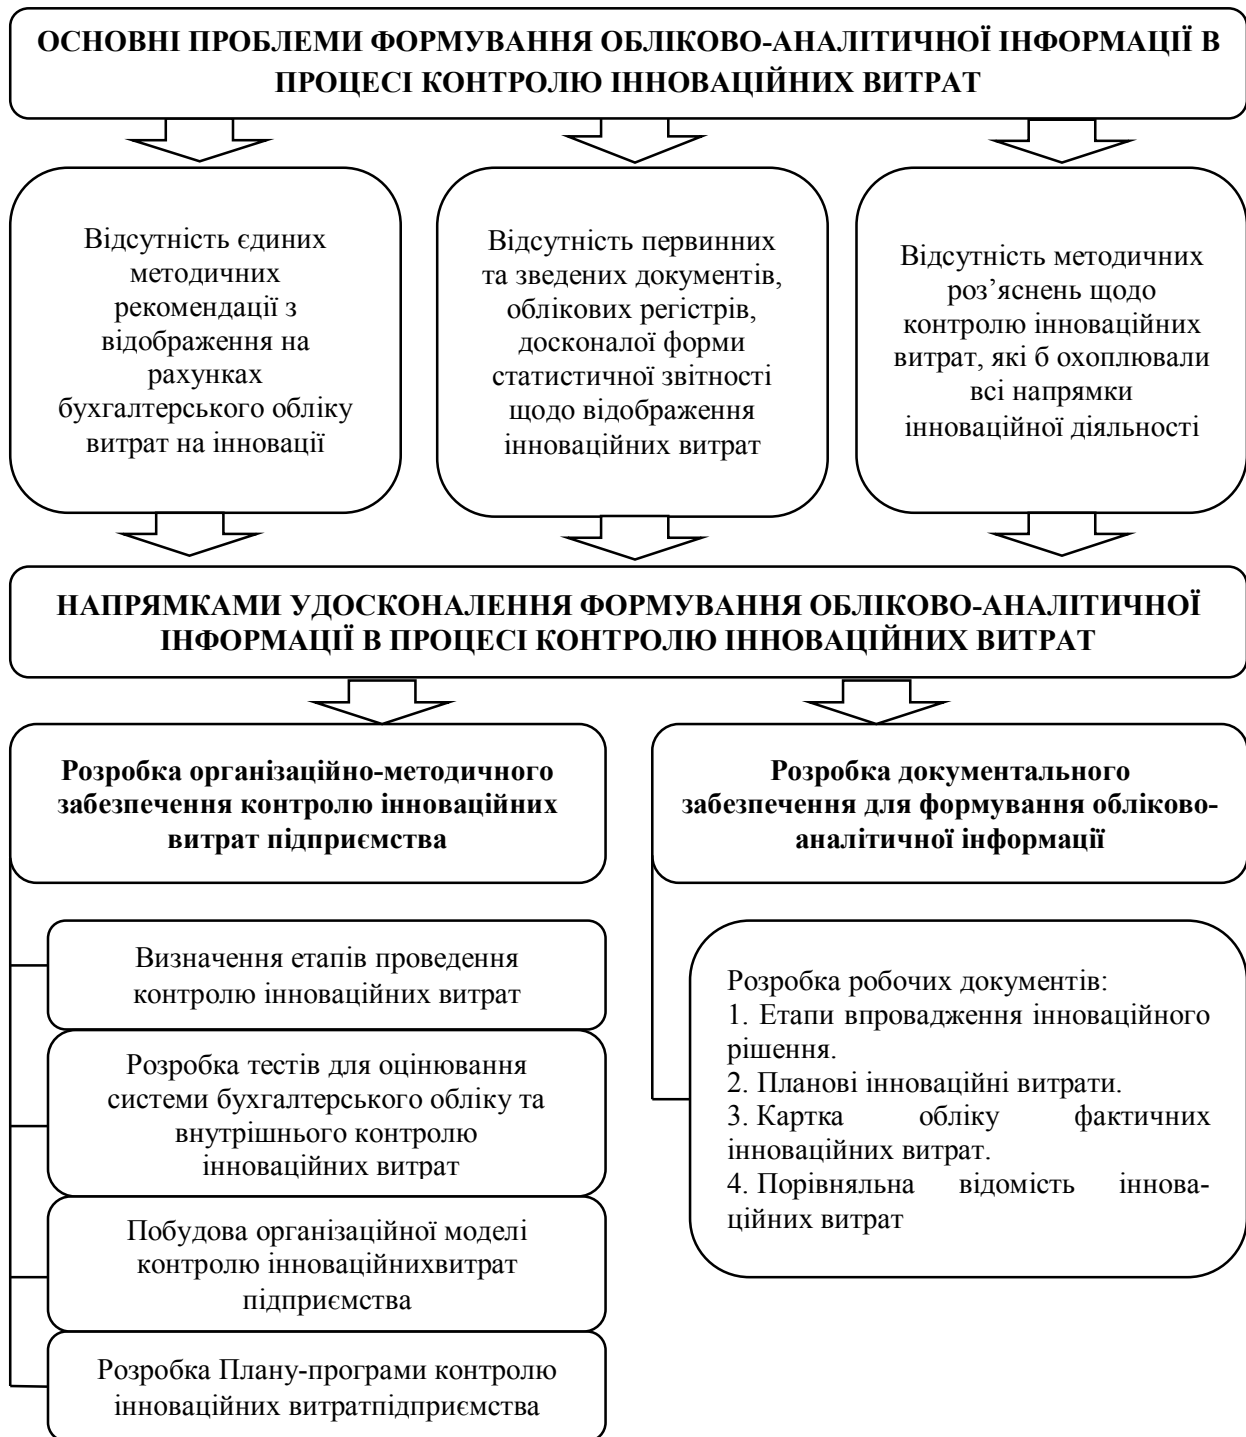 ОСНОВНІ ПРОБЛЕМИ ФОРМУВАННЯ ОБЛІКОВО-АНАЛІТИЧНОЇ ІНФОРМАЦІЇ В
ПРОЦЕСІ КОНТРОЛЮ ІННОВАЦІЙНИХ ВИТРАТ
Відсутність єдиних
методичних
рекомендації з
відображення на
рахунках
бухгалтерського обліку
витрат на інновації
Відсутність первинних
та зведених документів,
облікових регістрів,
досконалої форми
статистичної звітності
щодо відображення
інноваційних витрат
Відсутність методичних
роз’яснень щодо
контролю інноваційних
витрат, які б охоплювали
всі напрямки
інноваційної діяльності
НАПРЯМКАМИ УДОСКОНАЛЕННЯ ФОРМУВАННЯ ОБЛІКОВО-АНАЛІТИЧНОЇ
ІНФОРМАЦІЇ В ПРОЦЕСІ КОНТРОЛЮ ІННОВАЦІЙНИХ ВИТРАТ
Розробка організаційно-методичного
забезпечення контролю інноваційних
витрат підприємства
Визначення етапів проведення
контролю інноваційних витрат
Розробка тестів для оцінювання
системи бухгалтерського обліку та
внутрішнього контролю
інноваційних витрат
Побудова організаційної моделі
контролю інноваційнихвитрат
підприємства
Розробка Плану-програми контролю
інноваційних витратпідприємства
Розробка документального
забезпечення для формування обліково-
аналітичної інформації
Розробка робочих документів:
1. Етапи впровадження інноваційного
рішення.
2. Планові інноваційні витрати.
3. Картка обліку фактичних
інноваційних витрат.
4. Порівняльна відомість іннова-
ційних витрат